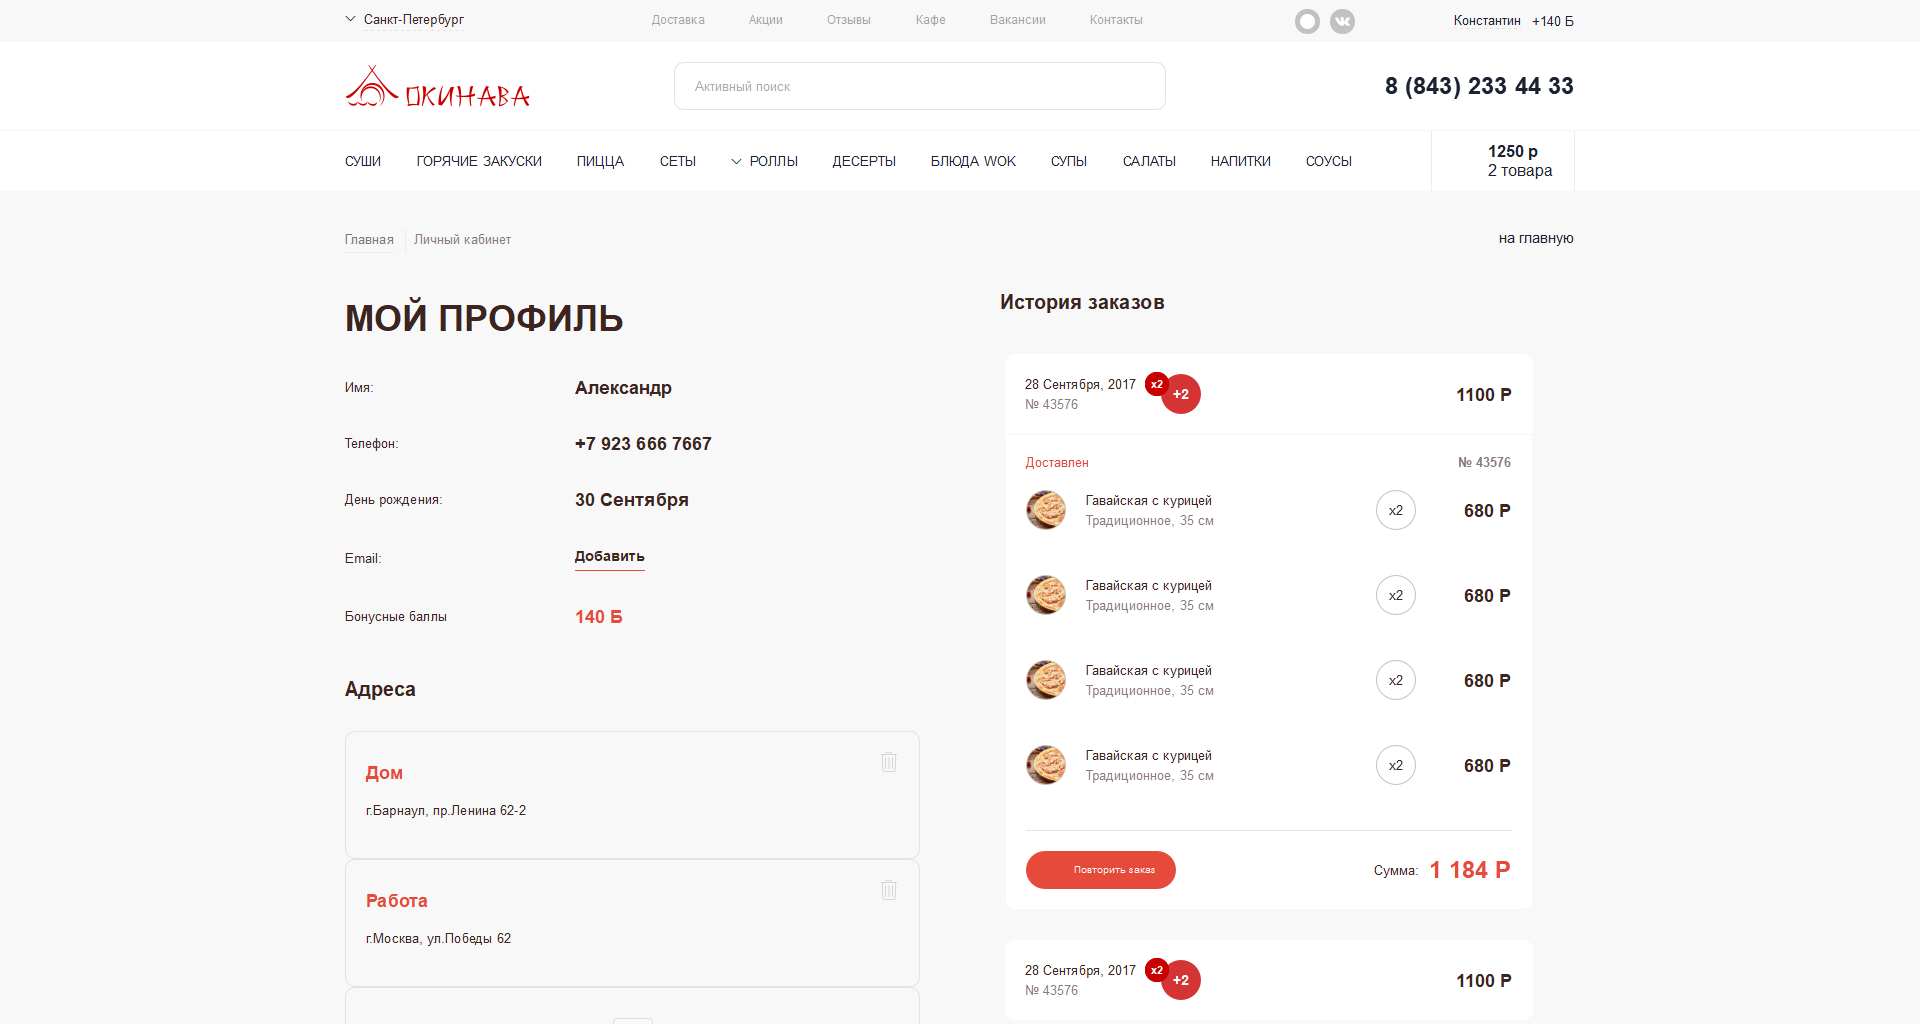 Санкт-Петербург
Доставка Акции Отзывы Кафе Вакансии Контакты
Константин +140 Б
ОКИНАВА
Активный поиск
8 (843) 233 44 33
СУШИ ГОРЯЧИЕ ЗАКУСКИ ПИЦЦА СЕТЫ РОЛЛЫ ДЕСЕРТЫ БЛЮДА WOK СУПЫ САЛАТЫ НАПИТКИ СОУСЫ
1250 р
2 товара
Главная Личный кабинет
на главную
МОЙ ПРОФИЛЬ
Имя: Александр
Телефон: +7 923 666 7667
День рождения: 30 Сентября
Email: Добавить
Бонусные баллы 140 Б
Адреса
Дом
г.Барнаул, пр.Ленина 62-2
Работа
г.Москва, ул.Победы 62
История заказов
28 Сентября, 2017 x2 +2 1100 Р
№ 43576
Доставлен № 43576
Гавайская с курицей x2 680 Р
Традиционное, 35 см
Гавайская с курицей x2 680 Р
Традиционное, 35 см
Гавайская с курицей x2 680 Р
Традиционное, 35 см
Гавайская с курицей x2 680 Р
Традиционное, 35 см
Повторить заказ Сумма: 1 184 Р
28 Сентября, 2017 x2 +2 1100 Р
№ 43576